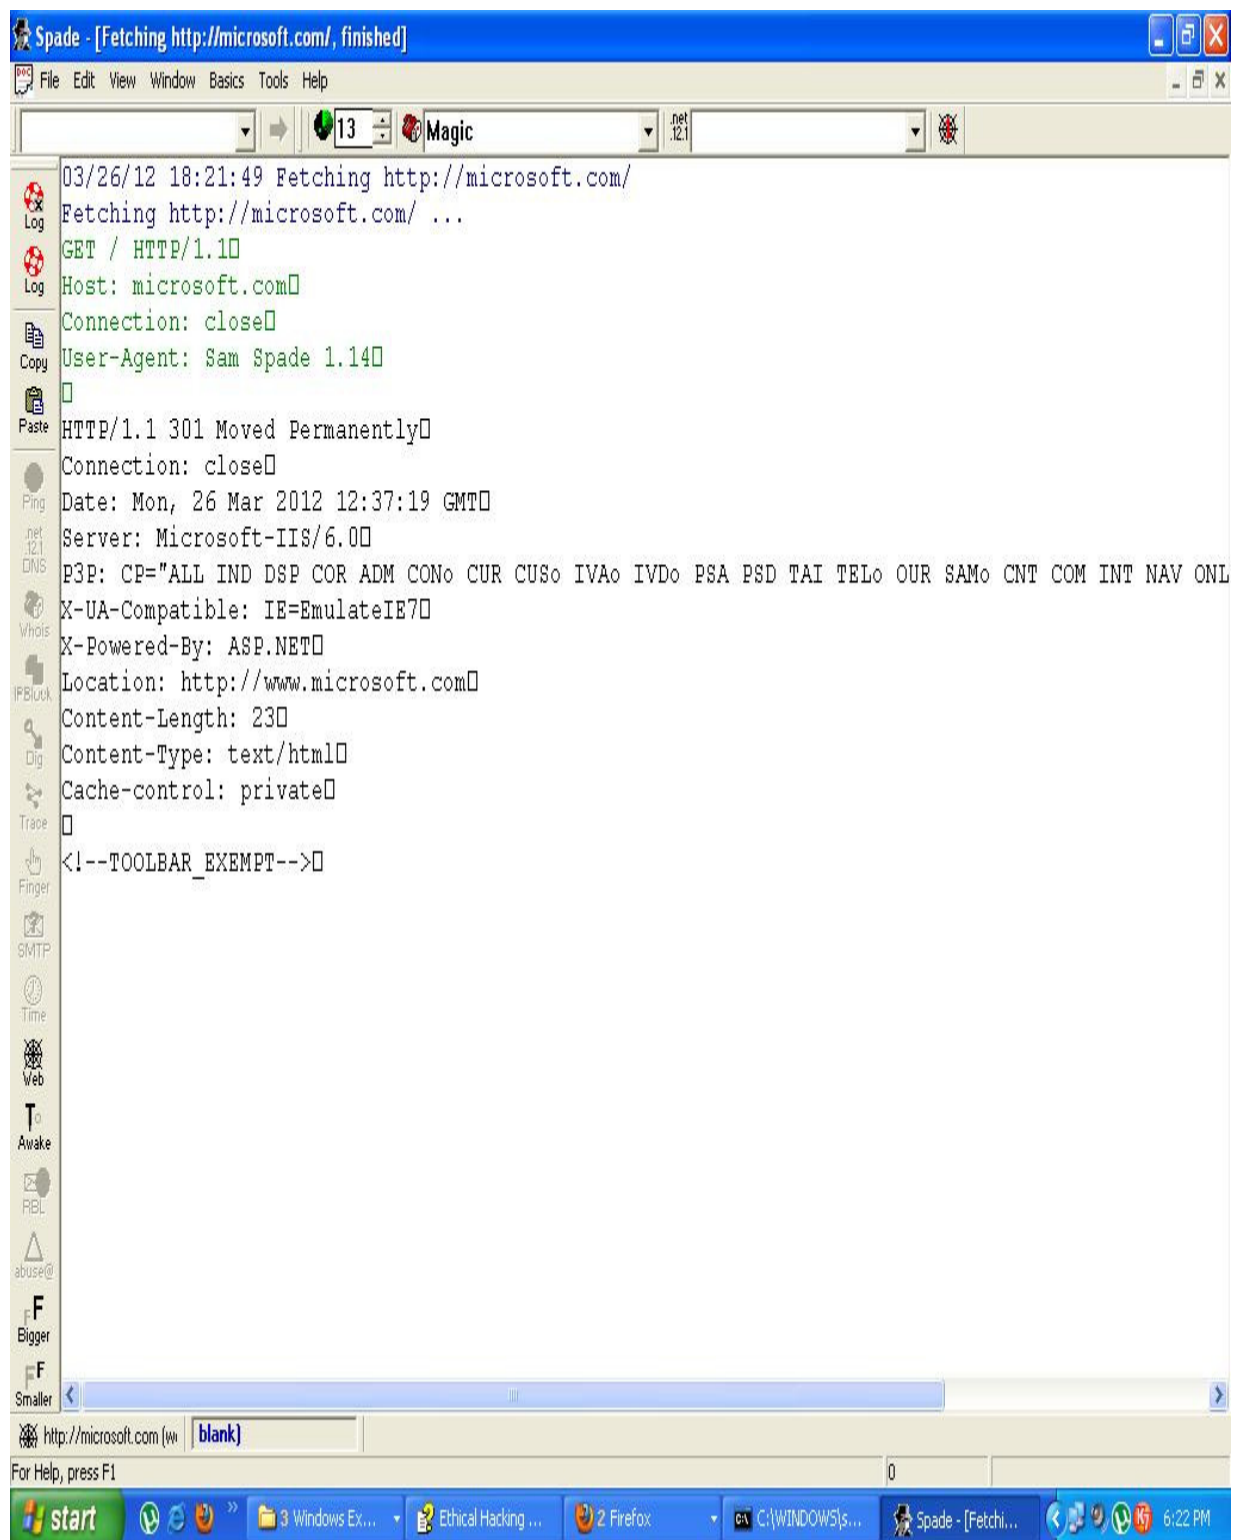 Spade - [Fetching http://microsoft.com/, finished]
File Edit View Window Basics Tools Help
13 Magic .net .12.1
03/26/12 18:21:49 Fetching http://microsoft.com/
Fetching http://microsoft.com/ ...
GET / HTTP/1.1
Host: microsoft.com
Connection: close
User-Agent: Sam Spade 1.14
HTTP/1.1 301 Moved Permanently
Connection: close
Date: Mon, 26 Mar 2012 12:37:19 GMT
Server: Microsoft-IIS/6.0
P3P: CP="ALL IND DSP COR ADM CONo CUR CUSo IVAo IVDo PSA PSD TAI TELo OUR SAMo CNT COM INT NAV ONL
X-UA-Compatible: IE=EmulateIE7
X-Powered-By: ASP.NET
Location: http://www.microsoft.com
Content-Length: 23
Content-Type: text/html
Cache-control: private
<!--TOOLBAR_EXEMPT-->
Log
Log
Copy
Paste
Ping
.net
.12.1
DNS
Whois
IPBlock
Dig
Trace
Finger
SMTP
Time
Web
Awake
RBL
abuse@
Bigger
Smaller
http://microsoft.com (w
blank)
For Help, press F1
0
start 3 Windows Ex... Ethical Hacking ... 2 Firefox C:\WINDOWS\s... Spade - [Fetchi... 6:22 PM